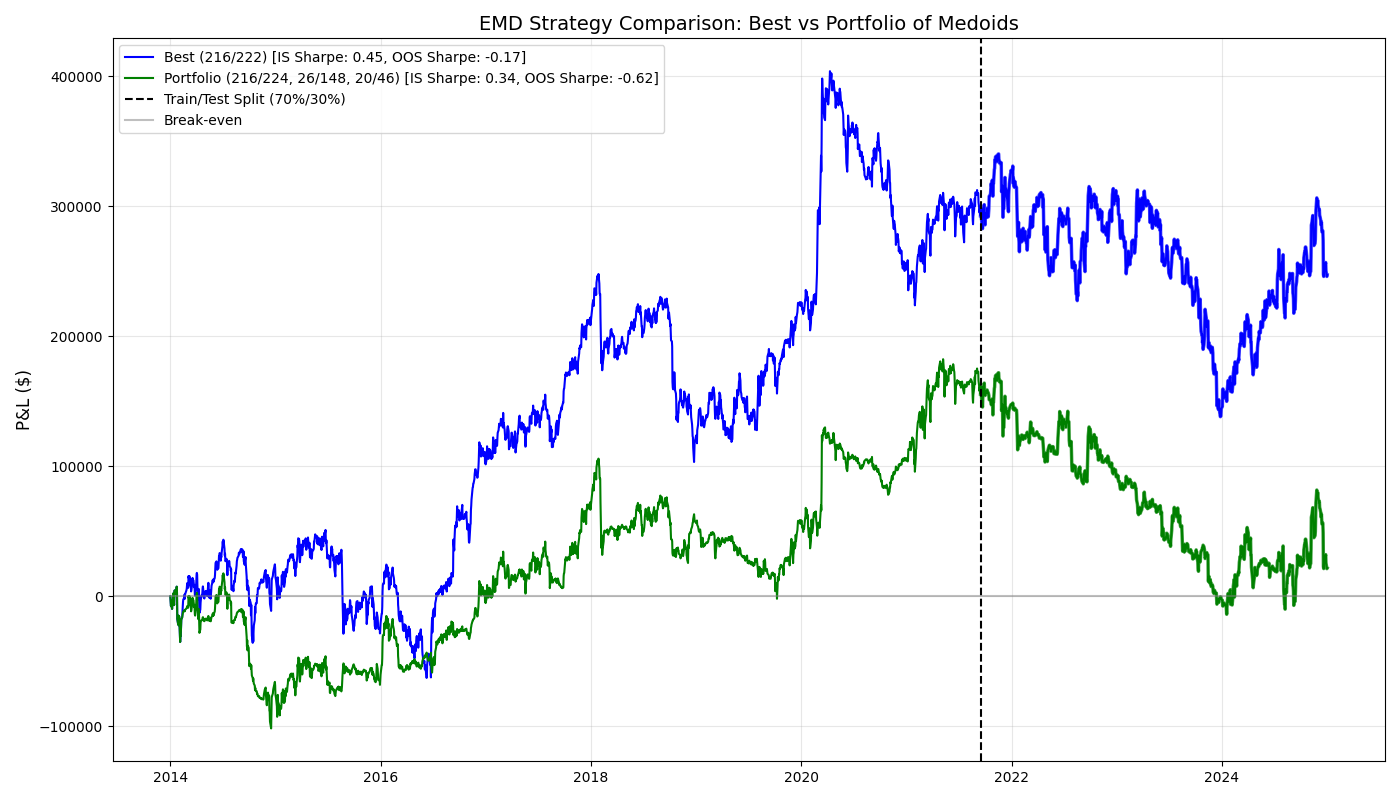 EMD Strategy Comparison: Best vs Portfolio of Medoids
Best (216/222) [IS Sharpe: 0.45, OOS Sharpe: -0.17]
Portfolio (216/224, 26/148, 20/46) [IS Sharpe: 0.34, OOS Sharpe: -0.62]
Train/Test Split (70%/30%)
Break-even
P&L ($)
400000
300000
200000
100000
0
−100000
2014 2016 2018 2020 2022 2024